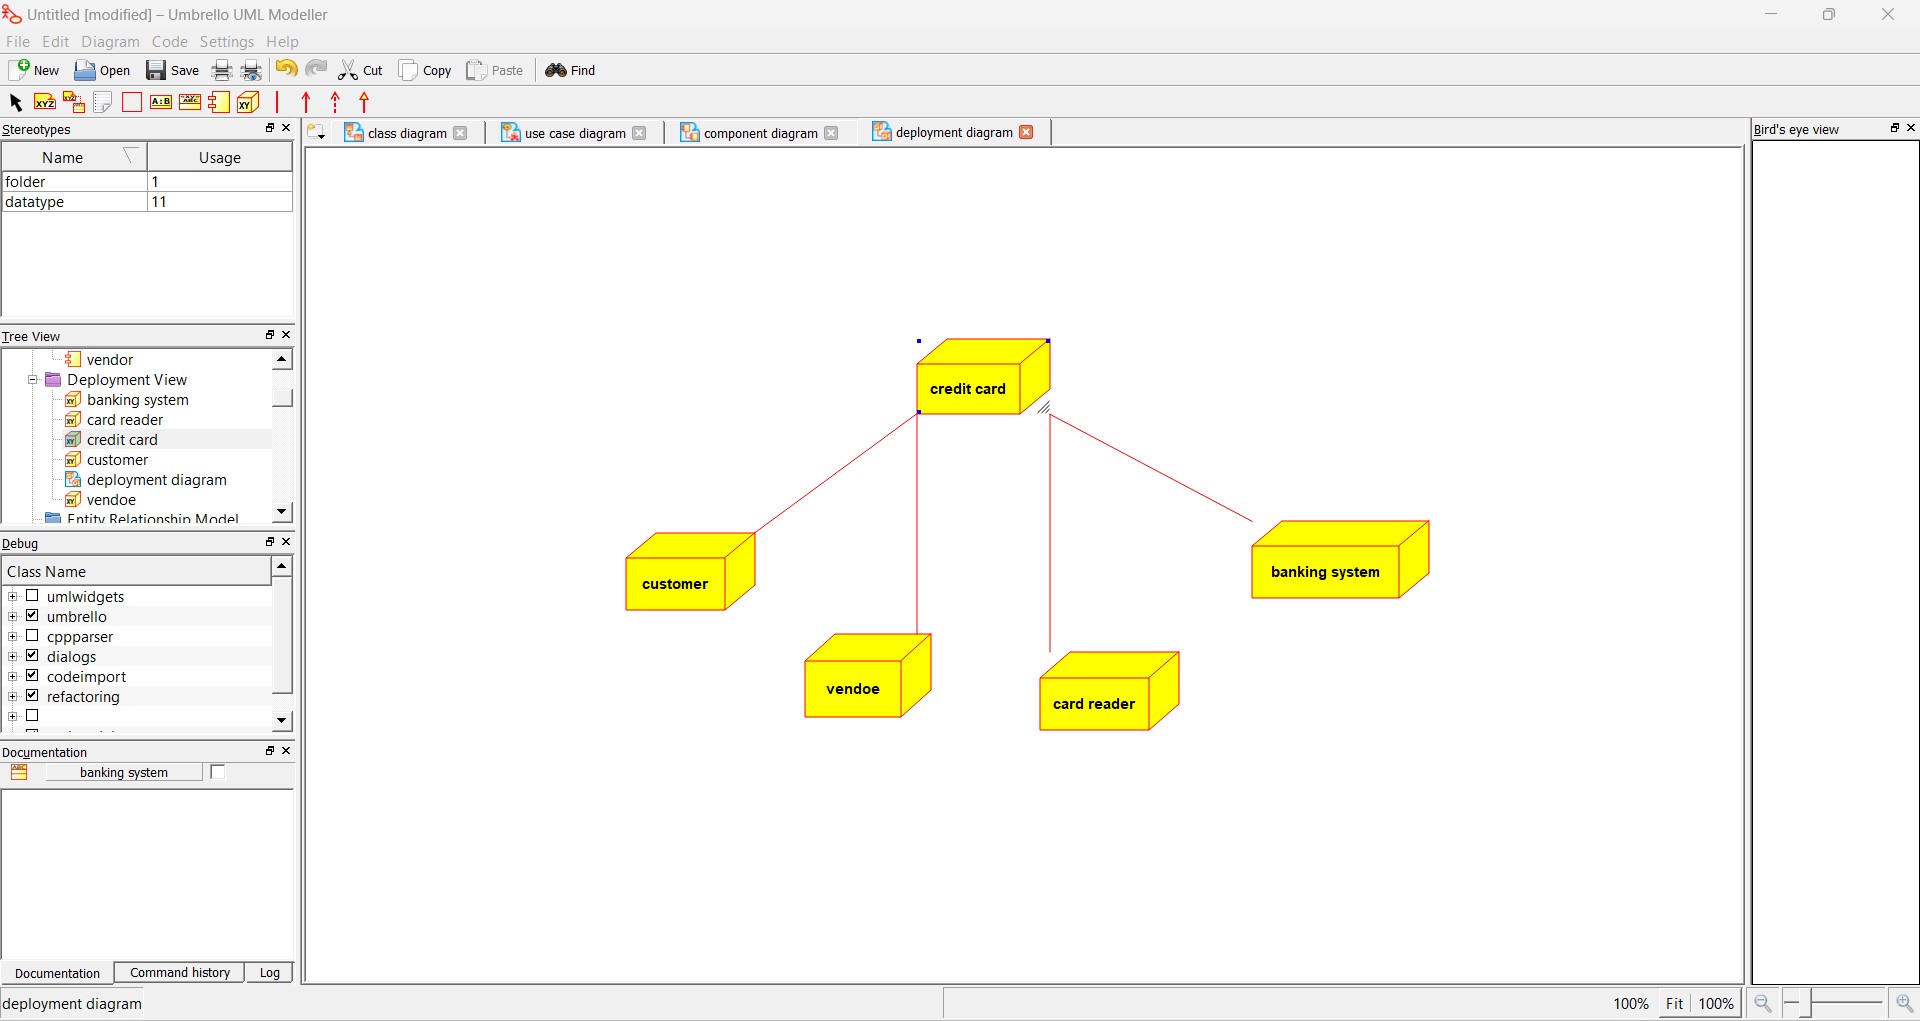 Untitled [modified] – Umbrello UML Modeller
File Edit Diagram Code Settings Help
New Open Save Cut Copy Paste Find
Stereotypes
Name Usage
folder 1
datatype 11
Tree View
vendor
Deployment View
banking system
card reader
credit card
customer
deployment diagram
vendoe
Entity Relationship Model
Debug
Class Name
umlwidgets
umbrello
cppparser
dialogs
codeimport
refactoring
Documentation
banking system
Documentation Command history Log
deployment diagram
class diagram use case diagram component diagram deployment diagram
credit card
customer
banking system
vendoe
card reader
Bird's eye view
100% Fit 100%